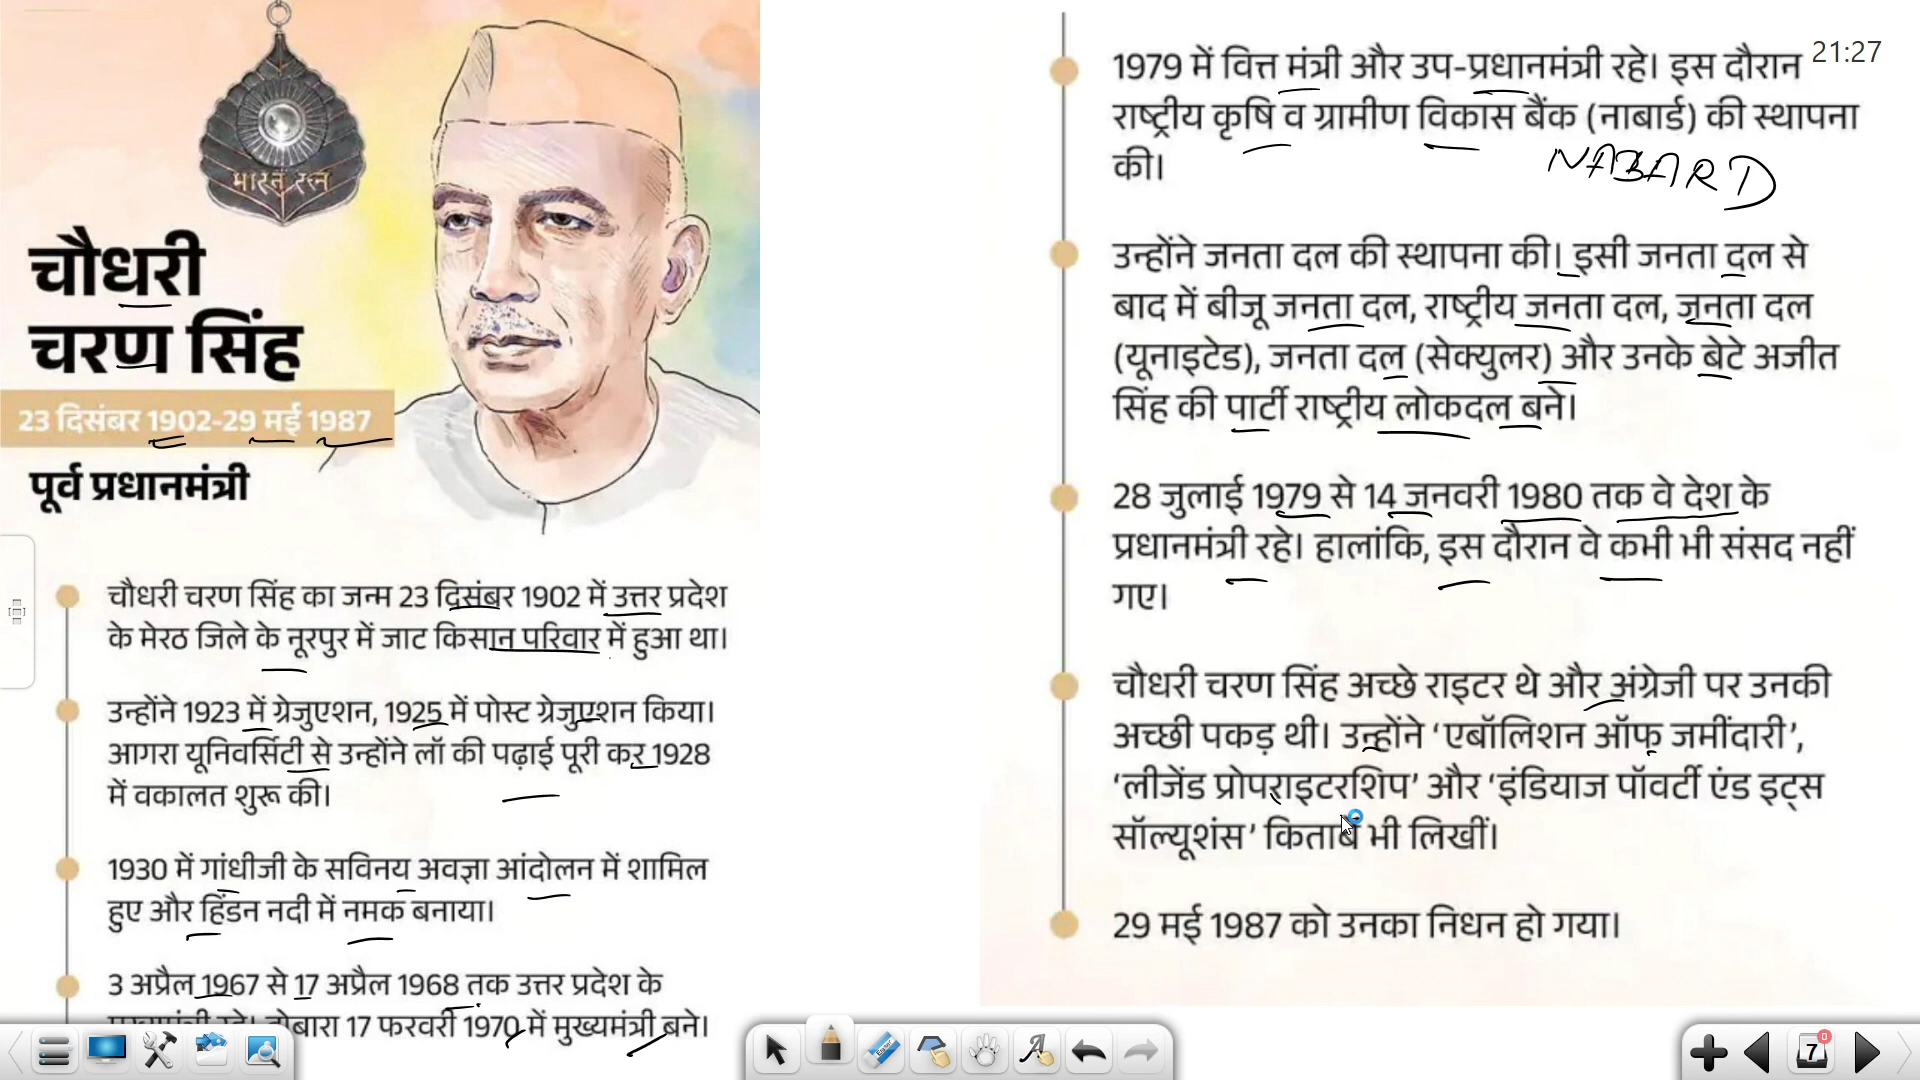 भारत रत्न
चौधरी
चरण सिंह
23 दिसंबर 1902-29 मई 1987
पूर्व प्रधानमंत्री
चौधरी चरण सिंह का जन्म 23 दिसंबर 1902 में उत्तर प्रदेश
के मेरठ जिले के नूरपुर में जाट किसान परिवार में हुआ था।
उन्होंने 1923 में ग्रेजुएशन, 1925 में पोस्ट ग्रेजुएशन किया।
आगरा यूनिवर्सिटी से उन्होंने लॉ की पढ़ाई पूरी कर 1928
में वकालत शुरू की।
1930 में गांधीजी के सविनय अवज्ञा आंदोलन में शामिल
हुए और हिंडन नदी में नमक बनाया।
3 अप्रैल 1967 से 17 अप्रैल 1968 तक उत्तर प्रदेश के
17 फरवरी 1970 में मुख्यमंत्री बने।
21:27
1979 में वित्त मंत्री और उप-प्रधानमंत्री रहे। इस दौरान
राष्ट्रीय कृषि व ग्रामीण विकास बैंक (नाबार्ड) की स्थापना
की।
NABARD
उन्होंने जनता दल की स्थापना की। इसी जनता दल से
बाद में बीजू जनता दल, राष्ट्रीय जनता दल, जनता दल
(यूनाइटेड), जनता दल (सेक्युलर) और उनके बेटे अजीत
सिंह की पार्टी राष्ट्रीय लोकदल बने।
28 जुलाई 1979 से 14 जनवरी 1980 तक वे देश के
प्रधानमंत्री रहे। हालांकि, इस दौरान वे कभी भी संसद नहीं
गए।
चौधरी चरण सिंह अच्छे राइटर थे और अंग्रेजी पर उनकी
अच्छी पकड़ थी। उन्होंने ‘एबॉलिशन ऑफ जमींदारी’,
‘लीजेंड प्रोपराइटरशिप’ और ‘इंडियाज पॉवर्टी एंड इट्स
सॉल्यूशंस’ किताबें भी लिखीं।
29 मई 1987 को उनका निधन हो गया।
7
0